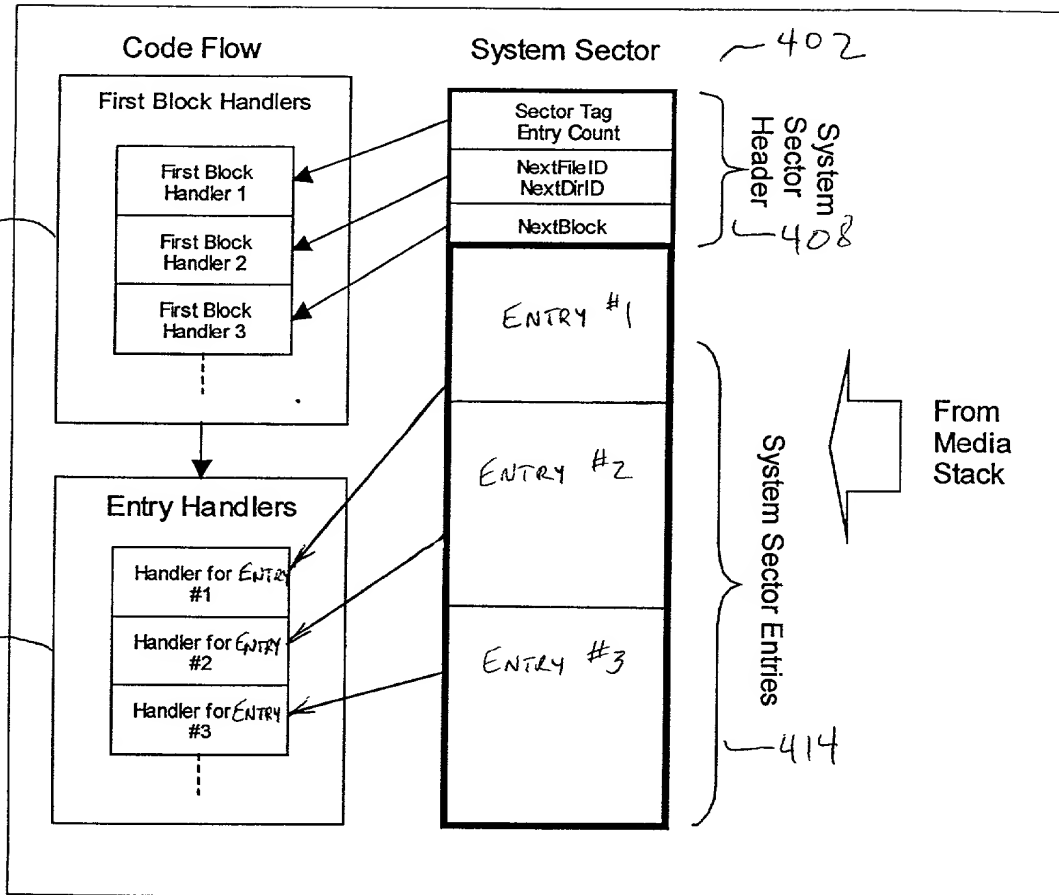 Code Flow
First Block Handlers
First Block
Handler 1
First Block
Handler 2
First Block
Handler 3
Entry Handlers
Handler for ENTRY
#1
Handler for ENTRY
#2
Handler for ENTRY
#3
System Sector
402
Sector Tag
Entry Count
NextFileID
NextDirID
NextBlock
ENTRY #1
ENTRY #2
ENTRY #3
System
Sector
Header
408
System Sector Entries
414
From
Media
Stack